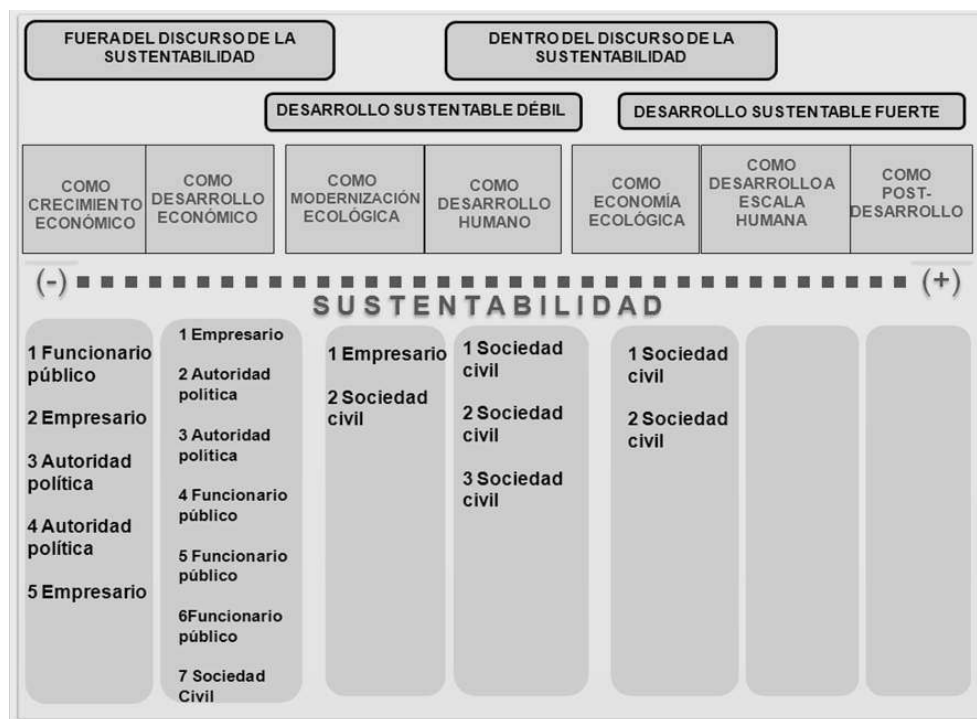 FUERADEL DISCURSO DE LA
SUSTENTABILIDAD
DENTRO DEL DISCURSO DE LA
SUSTENTABILIDAD
DESARROLLO SUSTENTABLE DÉBIL
DESARROLLO SUSTENTABLE FUERTE
COMO
CRECIMIENTO
ECONÓMICO
COMO
DESARROLLO
ECONÓMICO
COMO
MODERNIZACIÓN
ECOLÓGICA
COMO
DESARROLLO
HUMANO
COMO
ECONOMÍA
ECOLÓGICA
COMO
DESARROLLO A
ESCALA
HUMANA
COMO
POST-
DESARROLLO
(-)
(+)
SUSTENTABILIDAD
1 Funcionario
público
2 Empresario
3 Autoridad
política
4 Autoridad
política
5 Empresario
1 Empresario
2 Autoridad
política
3 Autoridad
política
4 Funcionario
público
5 Funcionario
público
6Funcionario
público
7 Sociedad
Civil
1 Empresario
2 Sociedad
civil
1 Sociedad
civil
2 Sociedad
civil
3 Sociedad
civil
1 Sociedad
civil
2 Sociedad
civil